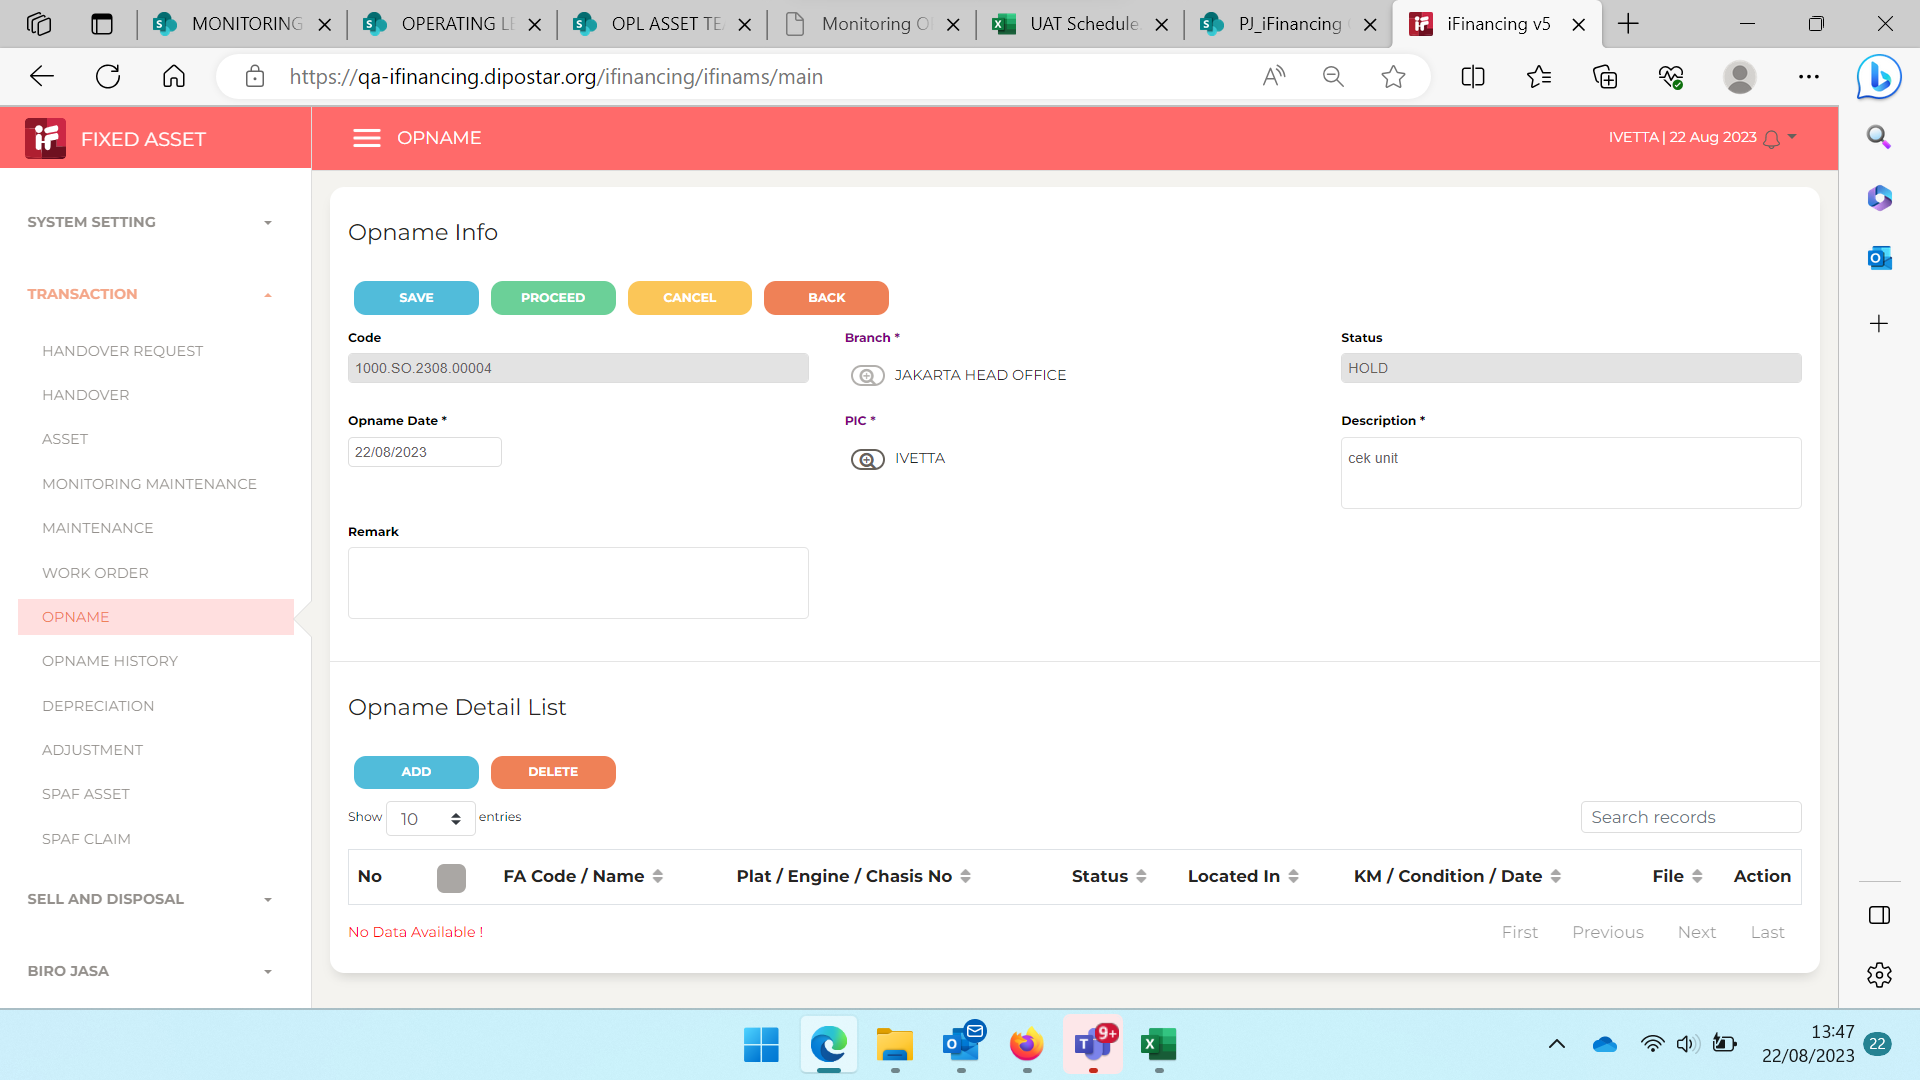 MONITORING
OPERATING LE
OPL ASSET TEA
Monitoring O
UAT Schedule.
PJ_iFinancing
iFinancing v5
https://qa-ifinancing.dipostar.org/ifinancing/ifinams/main
iF FIXED ASSET
OPNAME
IVETTA | 22 Aug 2023
SYSTEM SETTING
TRANSACTION
HANDOVER REQUEST
HANDOVER
ASSET
MONITORING MAINTENANCE
MAINTENANCE
WORK ORDER
OPNAME
OPNAME HISTORY
DEPRECIATION
ADJUSTMENT
SPAF ASSET
SPAF CLAIM
SELL AND DISPOSAL
BIRO JASA
Opname Info
SAVE PROCEED CANCEL BACK
Code Branch * Status
1000.SO.2308.00004 JAKARTA HEAD OFFICE HOLD
Opname Date * PIC * Description *
22/08/2023 IVETTA cek unit
Remark
Opname Detail List
ADD DELETE
Show 10 entries Search records
No FA Code / Name Plat / Engine / Chasis No Status Located In KM / Condition / Date File Action
No Data Available ! First Previous Next Last
9+
13:47
22/08/2023 22